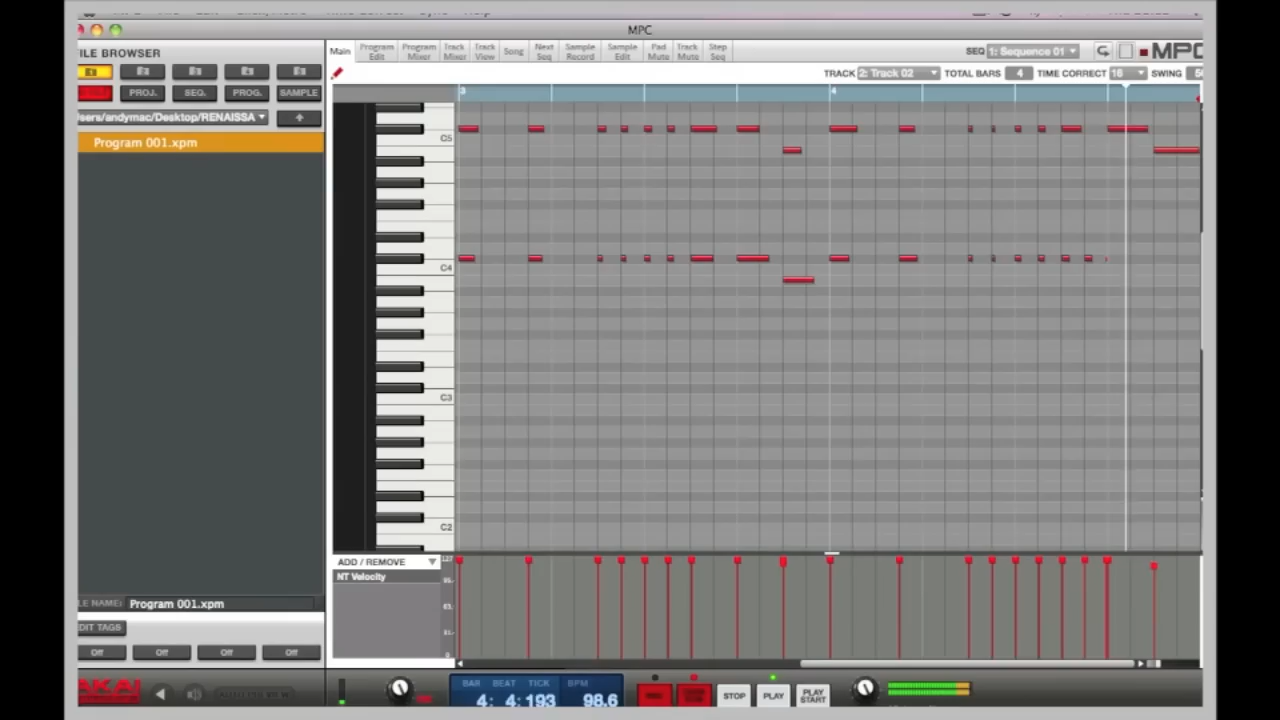 MPC
FILE BROWSER
PROJ. SEQ. PROG. SAMPLE
sers/andymac/Desktop/RENAISSA
Program 001.xpm
LE NAME: Program 001.xpm
DIT TAGS
Off Off Off Off
Main Program Edit Program Mixer Track Mixer Track View Song Next Seq Sample Record Sample Edit Pad Mute Track Mute Step Seq
SEQ 1: Sequence 01 MPC
TRACK 2: Track 02 TOTAL BARS 4 TIME CORRECT 16 SWING 50
3 4
C5
C4
C3
C2
ADD / REMOVE
NT Velocity
AKAI
BAR BEAT TICK BPM
4: 4: 193 98.6
STOP PLAY PLAY START